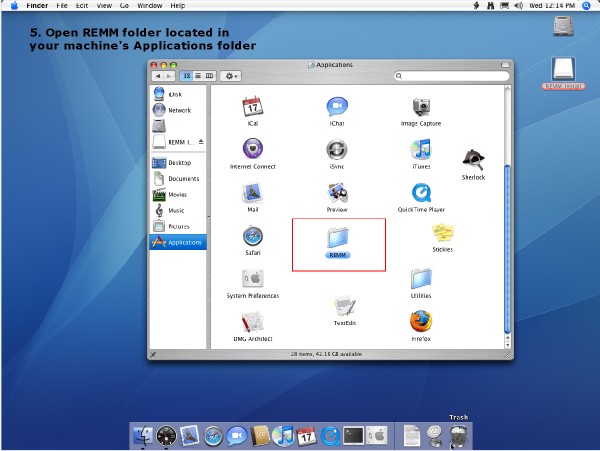 Finder File Edit View Go Window Help
Wed 12:14 PM
5. Open REMM folder located in
your machine's Applications folder
REMM_Install
Applications
iDisk
Network
REMM_I...
Desktop
Documents
Movies
Music
Pictures
Applications
iCal
iChat
Image Capture
Internet Connect
iSync
iTunes
Sherlock
Mail
Preview
QuickTime Player
Safari
REMM
Stickies
System Preferences
Utilities
DMG Architect
TextEdit
Firefox
28 items, 42.18 GB available
Trash